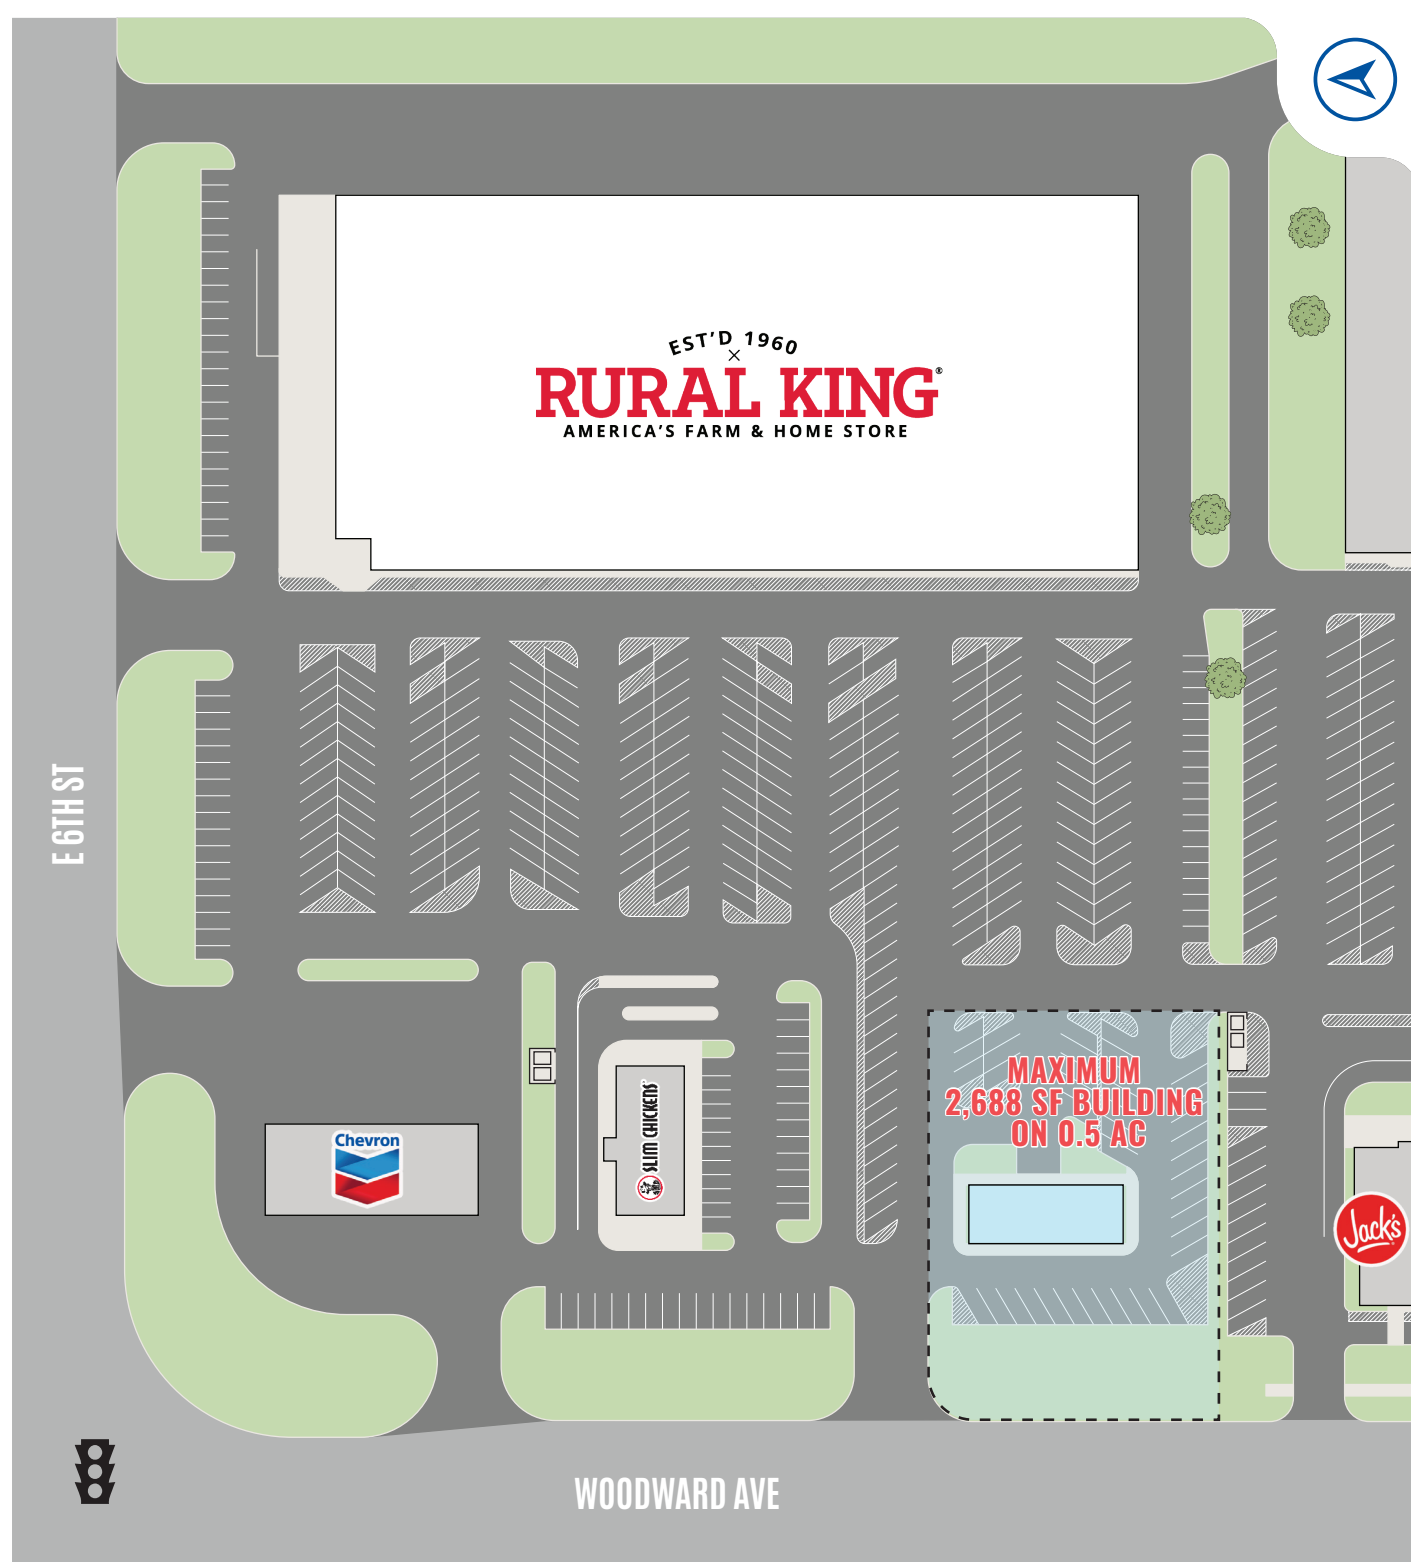 EST'D 1960
RURAL KING®
AMERICA'S FARM & HOME STORE
E 6TH ST
MAXIMUM
2,688 SF BUILDING
ON 0.5 AC
Chevron
SLIM CHICKENS
Jack's
WOODWARD AVE